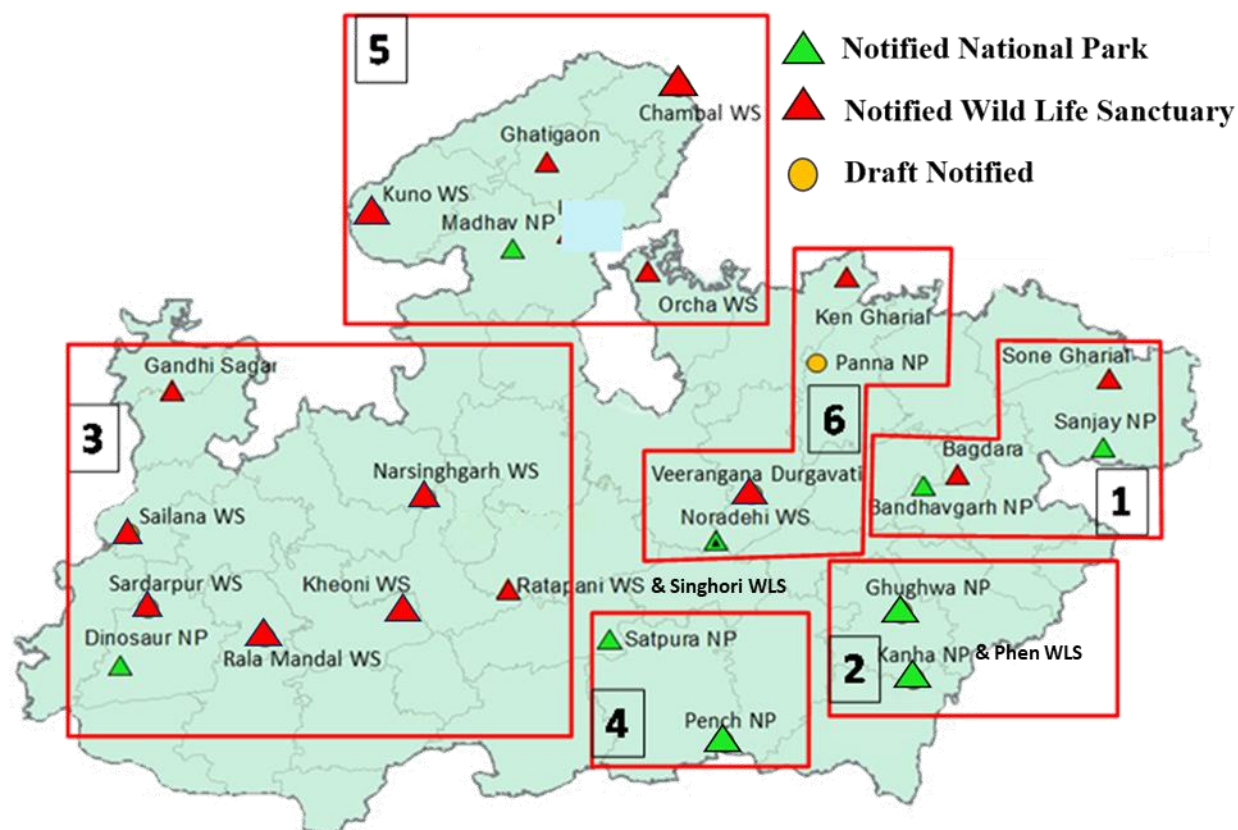 5
Notified National Park
Notified Wild Life Sanctuary
Draft Notified
Chambal WS
Ghatigaon
Kuno WS
Madhav NP
Orcha WS
Ken Gharial
Panna NP
6
Sone Gharial
Sanjay NP
Gandhi Sagar
3
Narsinghgarh WS
Veerangana Durgavati
Noradehi WS
Bagdara
Bandhavgarh NP
1
Sailana WS
Sardarpur WS
Kheoni WS
Ratapani WS & Singhori WLS
Dinosaur NP
Rala Mandal WS
Ghughwa NP
Kanha NP & Phen WLS
2
Satpura NP
4
Pench NP